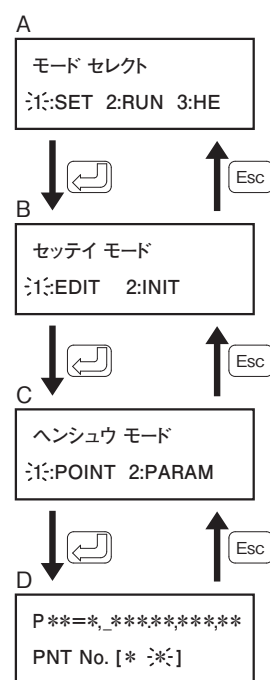 A
モード セレクト
1:SET 2:RUN 3:HE
Esc
B
セッテイ モード
1:EDIT 2:INIT
Esc
C
ヘンシュウ モード
1:POINT 2:PARAM
Esc
D
P**=*,_***.**,***,**
PNT No. [* *]